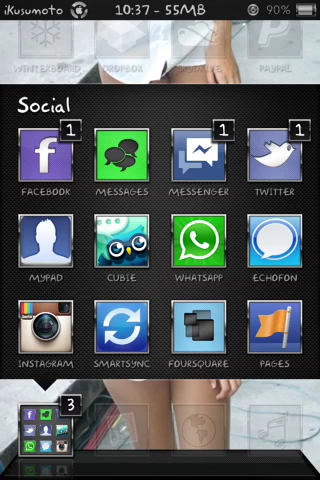 iKusumoto 10:37 - 55MB 90%
WINTERBOARD DROPBOX PAYPAL
Social
1 1 1
FACEBOOK MESSAGES MESSENGER TWITTER
MYPAD CUBIE WHATSAPP ECHOFON
INSTAGRAM SMARTSYNC FOURSQUARE PAGES
3